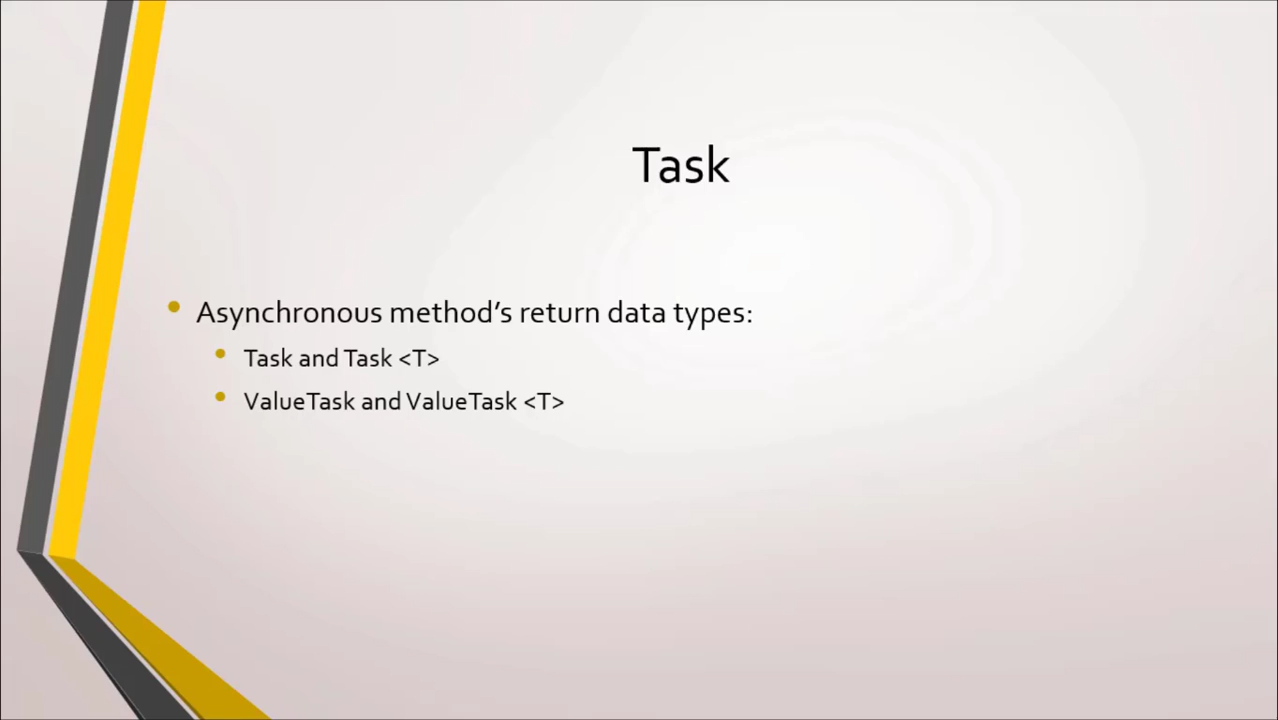 Task
Asynchronous method’s return data types:
Task and Task <T>
ValueTask and ValueTask <T>